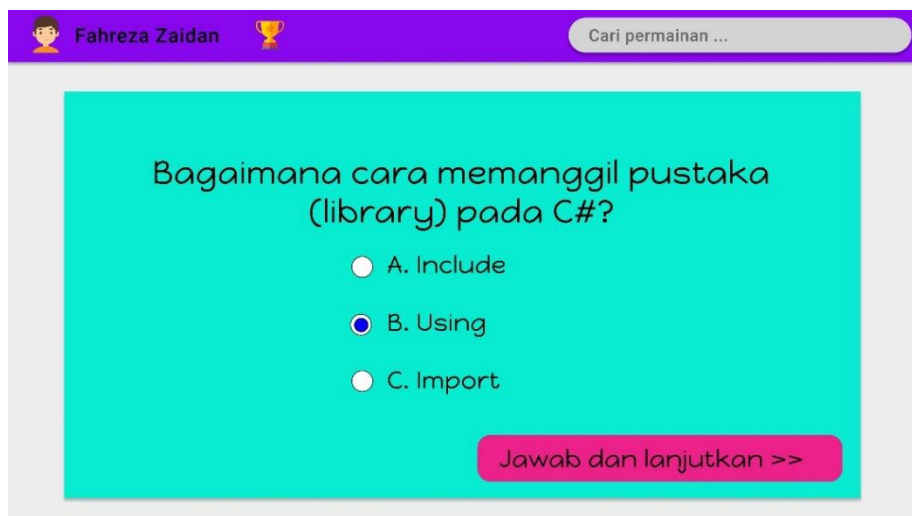 Fahreza Zaidan
Cari permainan ...
Bagaimana cara memanggil pustaka
(library) pada C#?
A. Include
B. Using
C. Import
Jawab dan lanjutkan >>